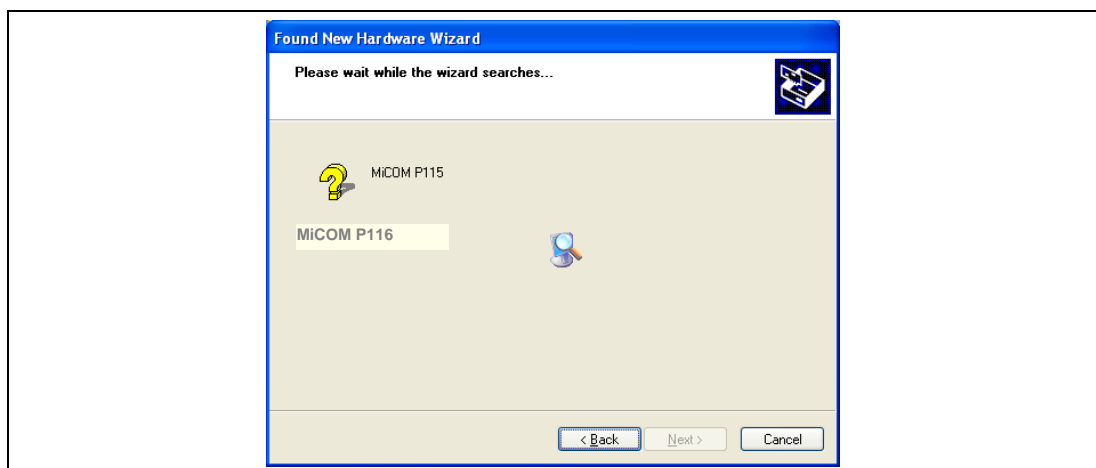 Found New Hardware Wizard
Please wait while the wizard searches...
MiCOM P115
MiCOM P116
< Back
Next >
Cancel